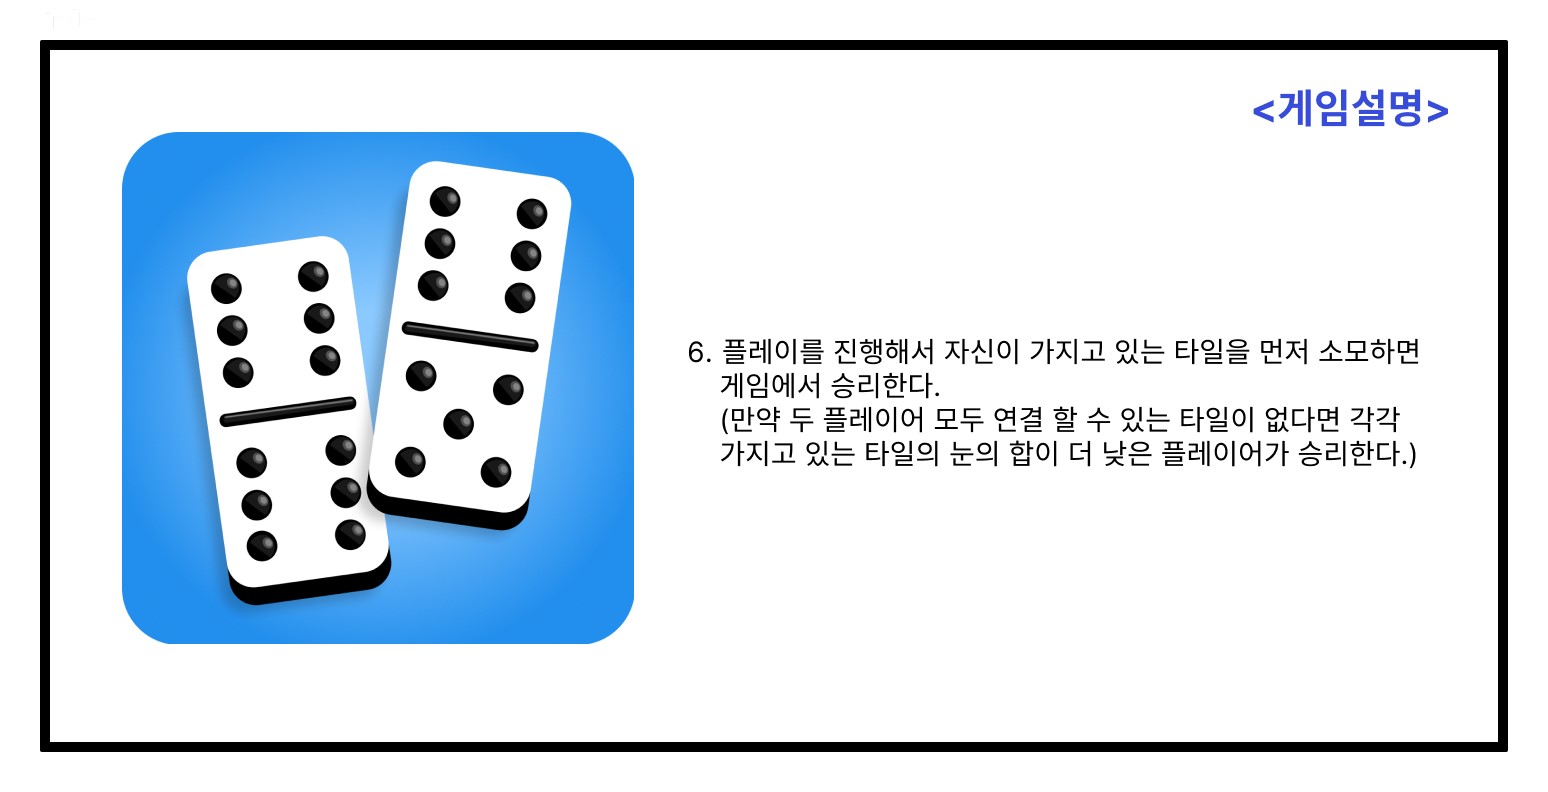 <게임설명>
6. 플레이를 진행해서 자신이 가지고 있는 타일을 먼저 소모하면
게임에서 승리한다.
(만약 두 플레이어 모두 연결 할 수 있는 타일이 없다면 각각
가지고 있는 타일의 눈의 합이 더 낮은 플레이어가 승리한다.)